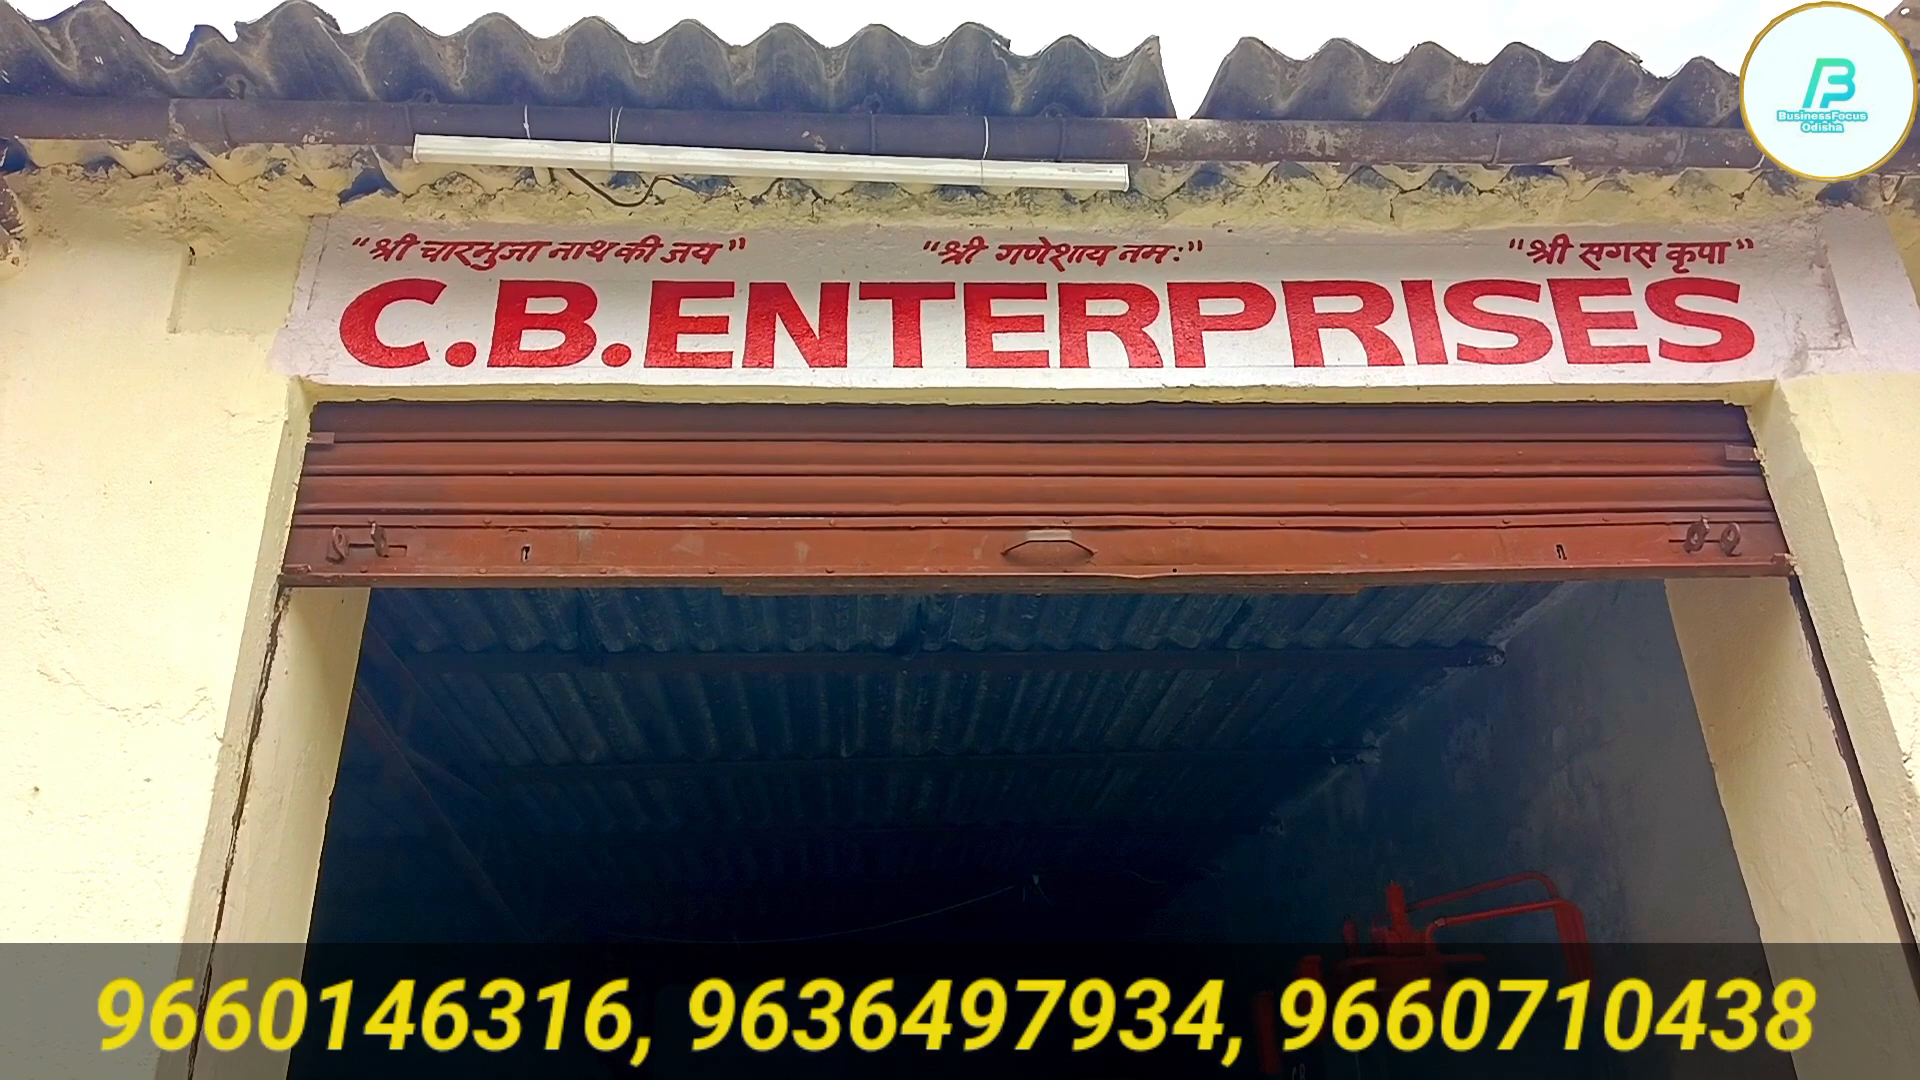 BusinessFocus
Odisha
"श्री चारभुजा नाथ की जय" "श्री गणेशाय नमः" "श्री सगस कृपा"
C.B.ENTERPRISES
9660146316, 9636497934, 9660710438